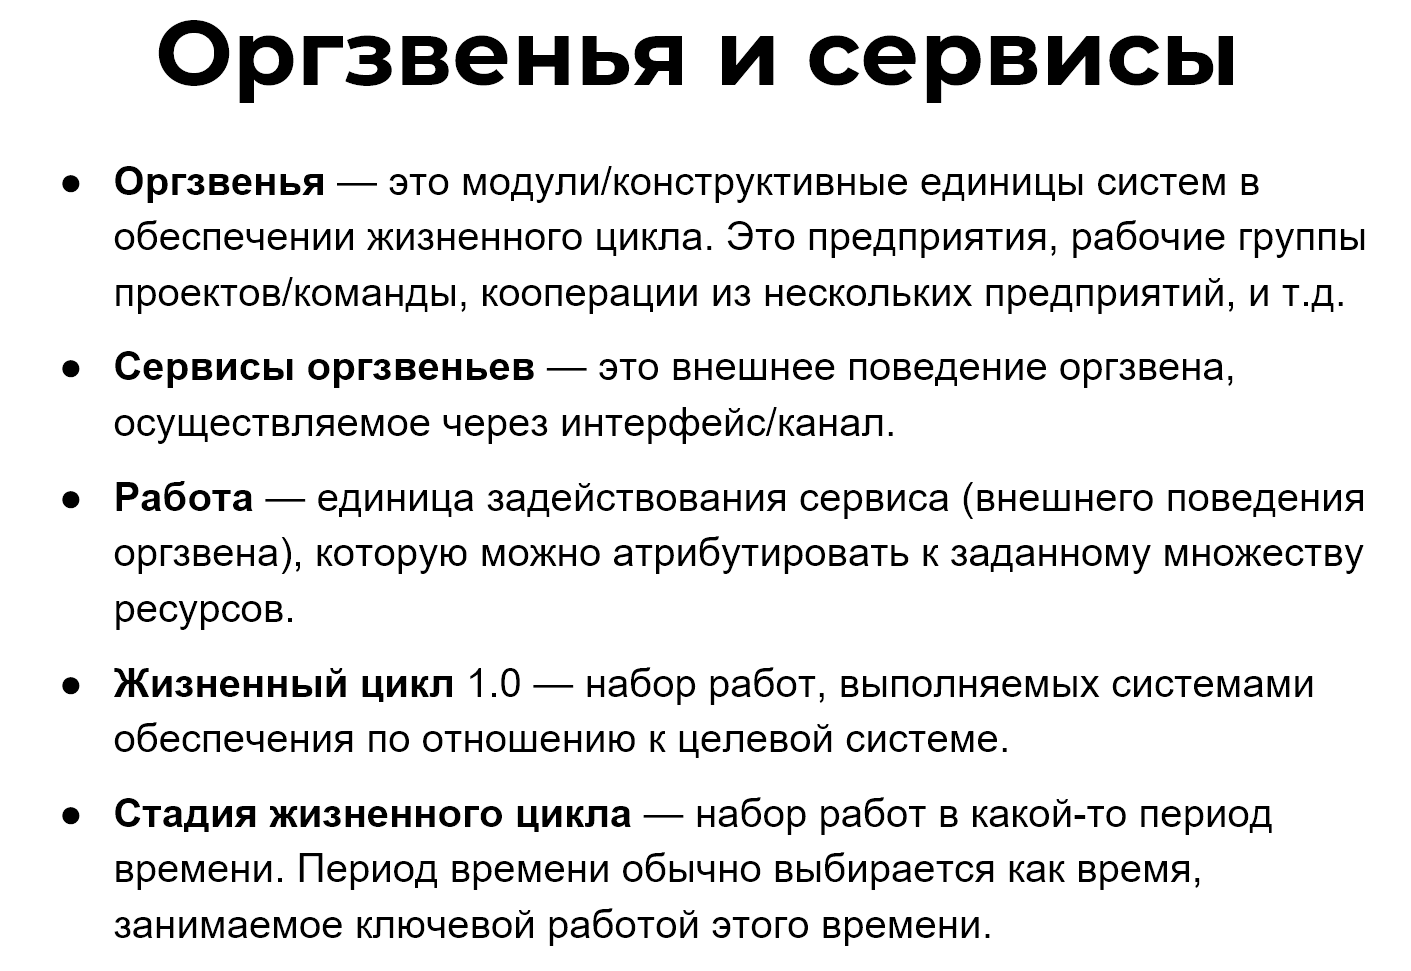 Оргзвенья и сервисы
● Оргзвенья — это модули/конструктивные единицы систем в
обеспечении жизненного цикла. Это предприятия, рабочие группы
проектов/команды, кооперации из нескольких предприятий, и т.д.
● Сервисы оргзвеньев — это внешнее поведение оргзвена,
осуществляемое через интерфейс/канал.
● Работа — единица задействования сервиса (внешнего поведения
оргзвена), которую можно атрибутировать к заданному множеству
ресурсов.
● Жизненный цикл 1.0 — набор работ, выполняемых системами
обеспечения по отношению к целевой системе.
● Стадия жизненного цикла — набор работ в какой-то период
времени. Период времени обычно выбирается как время,
занимаемое ключевой работой этого времени.